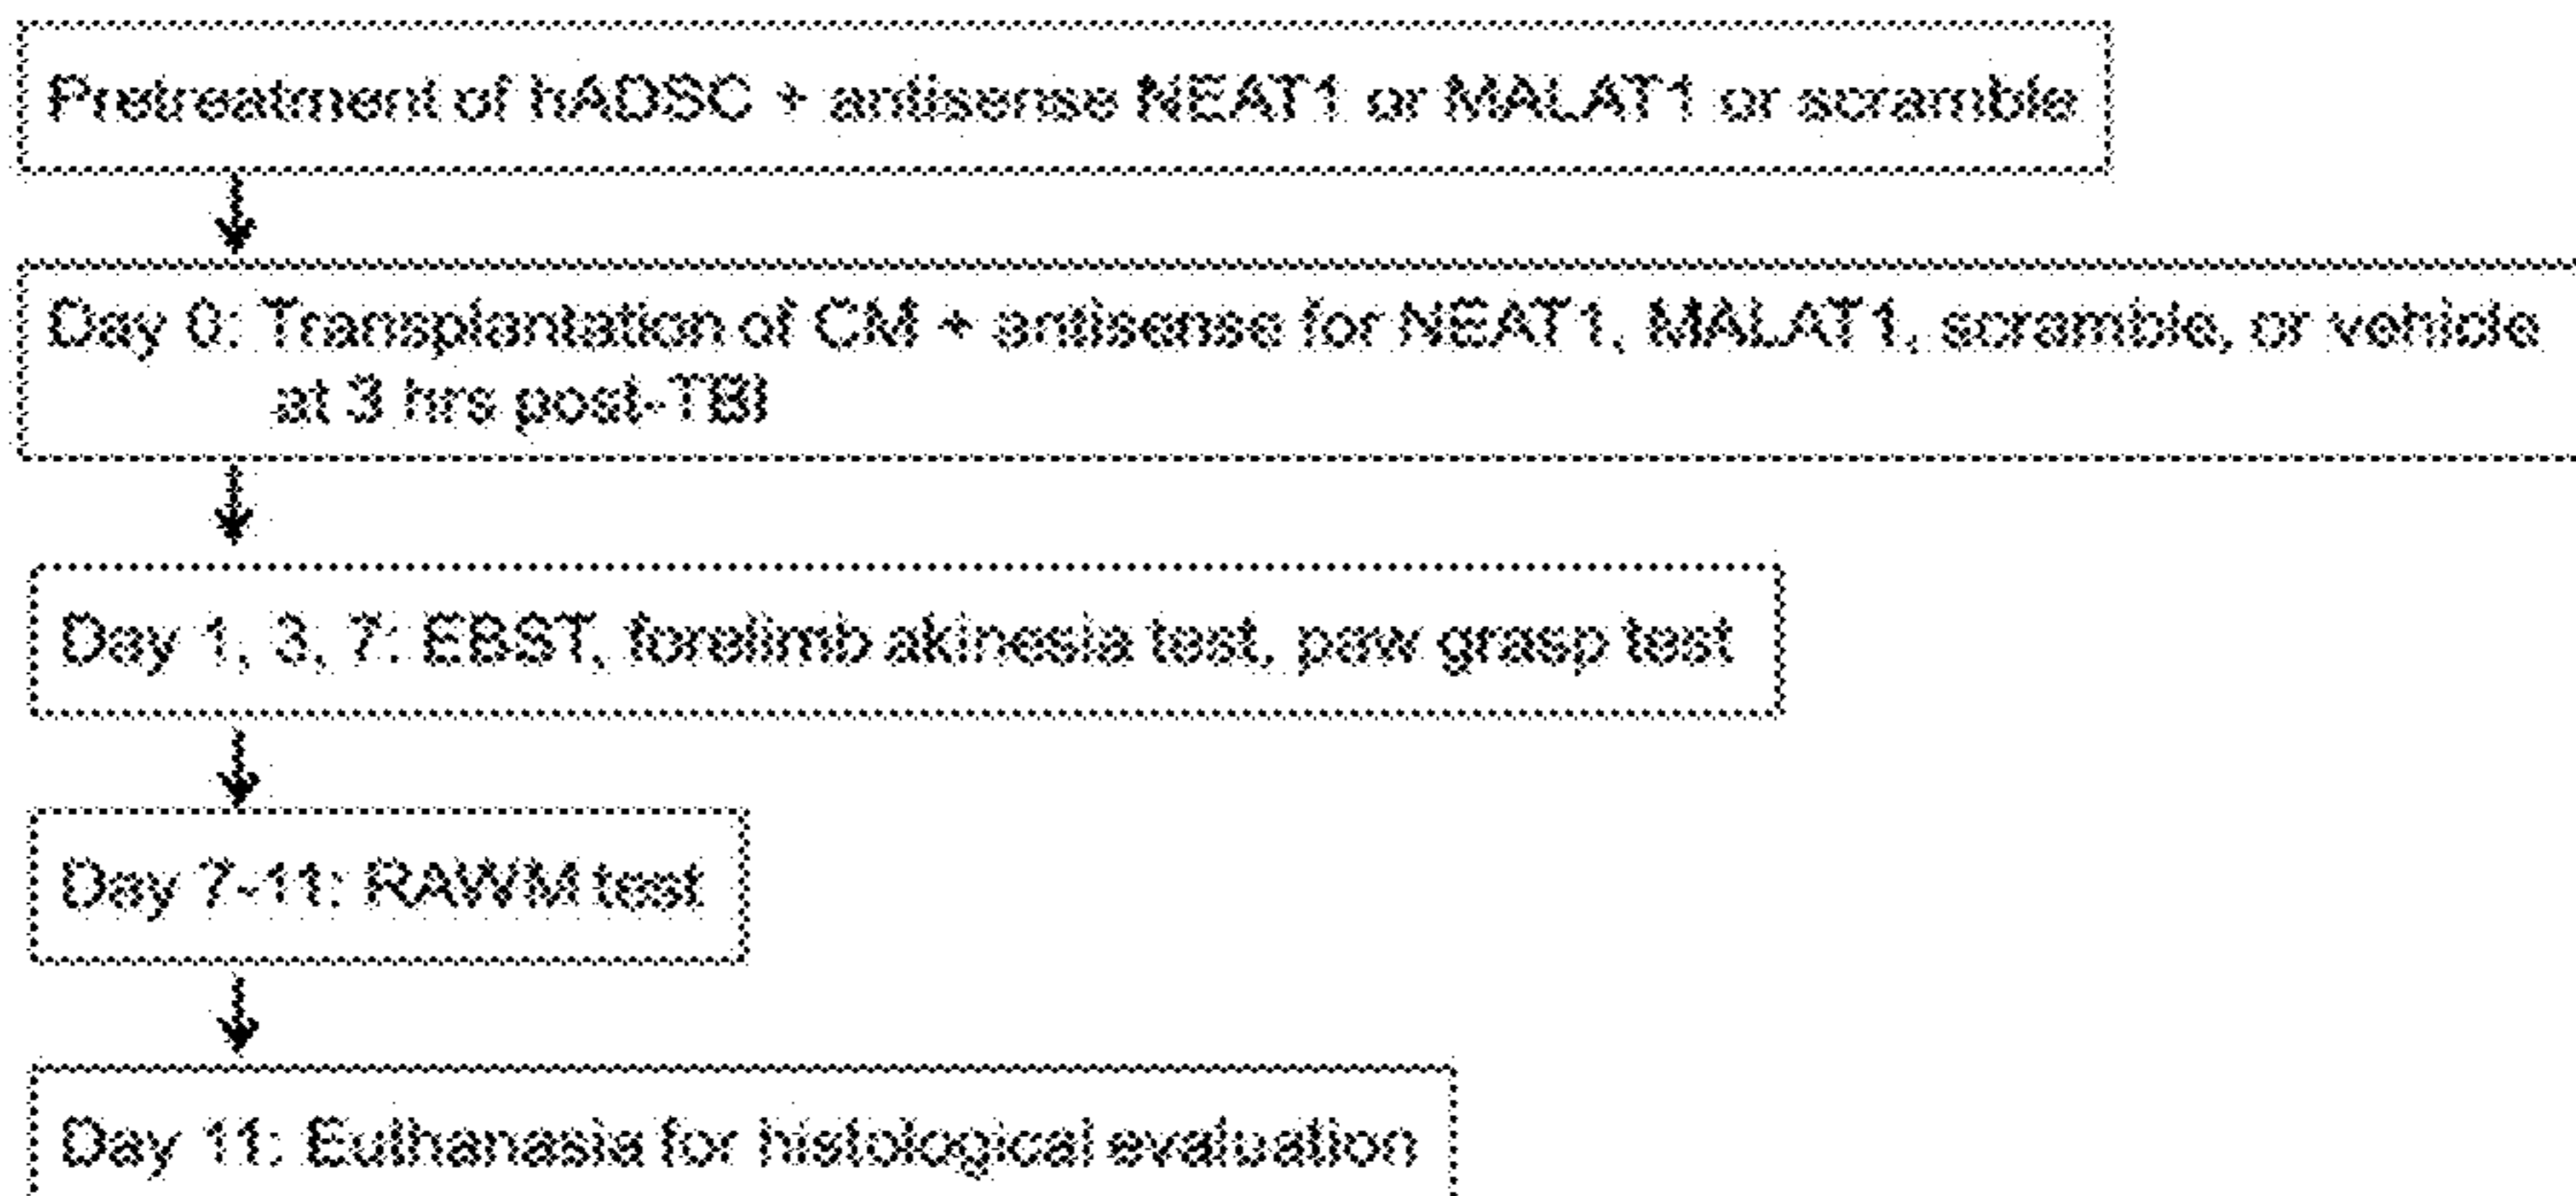 Pretreatment of hADSC + antisense NEAT1 or MALAT1 or scramble
Day 0: Transplantation of CM + antisense for NEAT1, MALAT1, scramble, or vehicle
at 3 hrs post-TBI
Day 1, 3, 7: EBST, forelimb akinesia test, paw grasp test
Day 7-11: RAWM test
Day 11: Euthanasia for histological evaluation